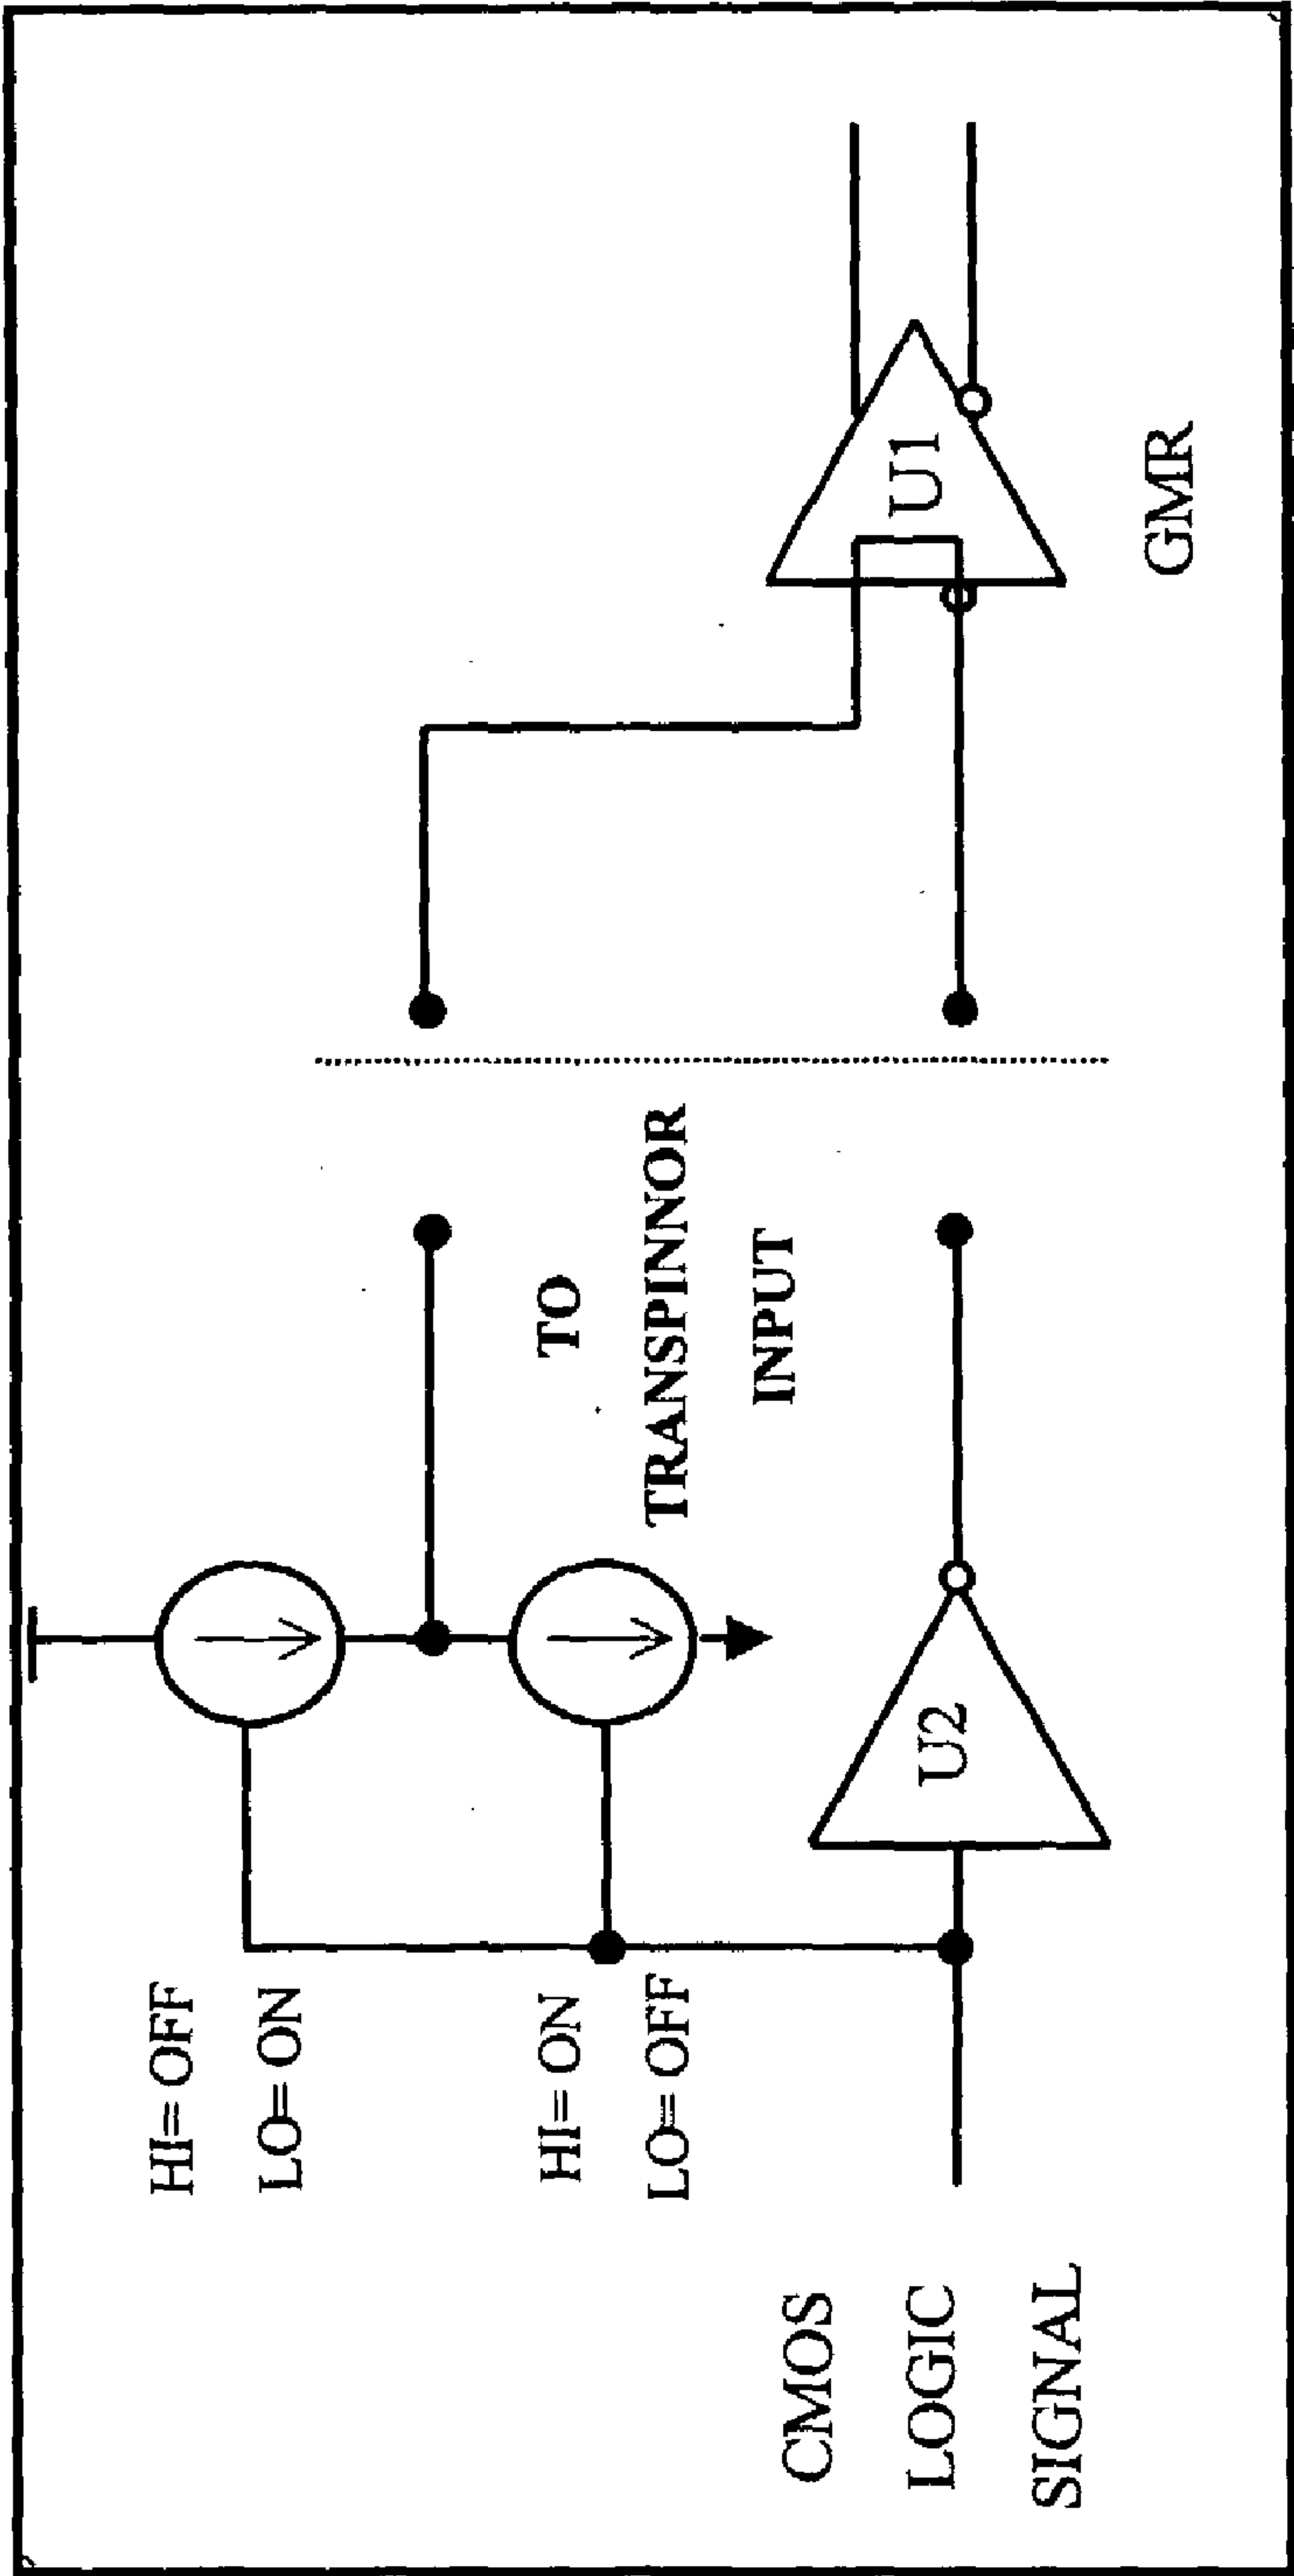 HI= OFF
LO= ON
HI= ON
LO= OFF
CMOS
LOGIC
SIGNAL
U2
TO
TRANSPINNOR
INPUT
U1
GMR